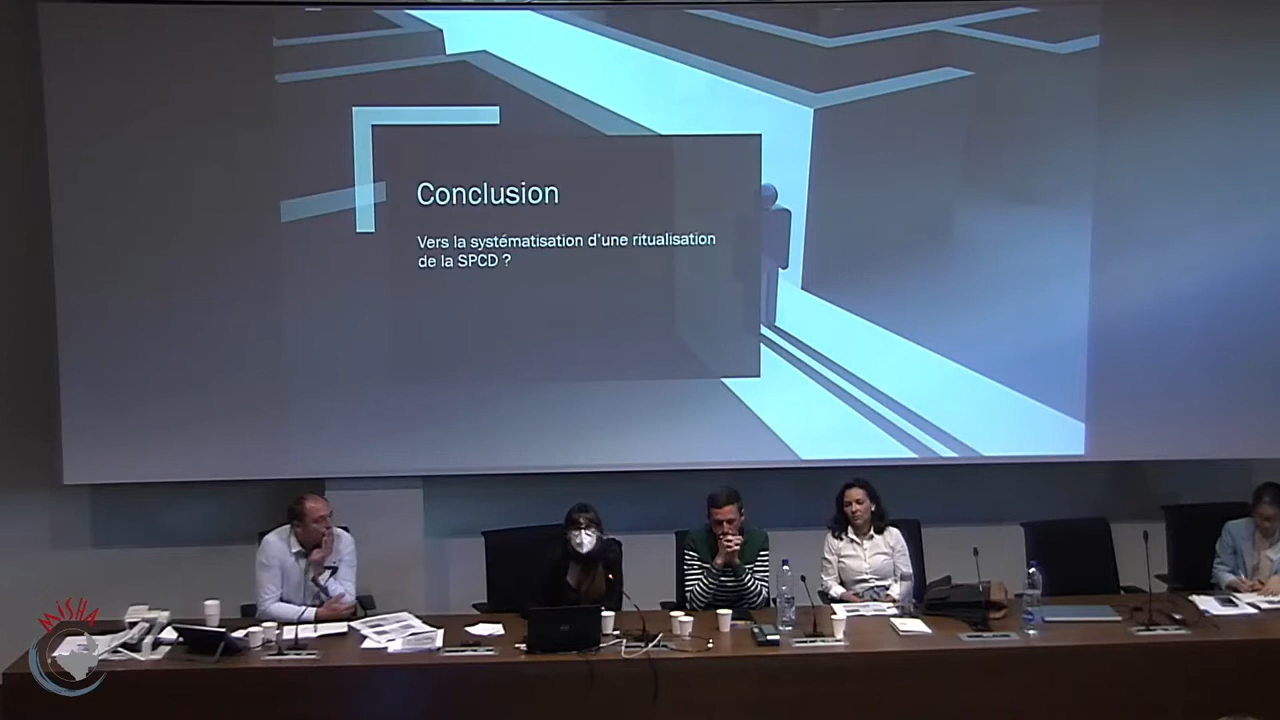 Conclusion
Vers la systématisation d'une ritualisation
de la SPCD ?
MISHA